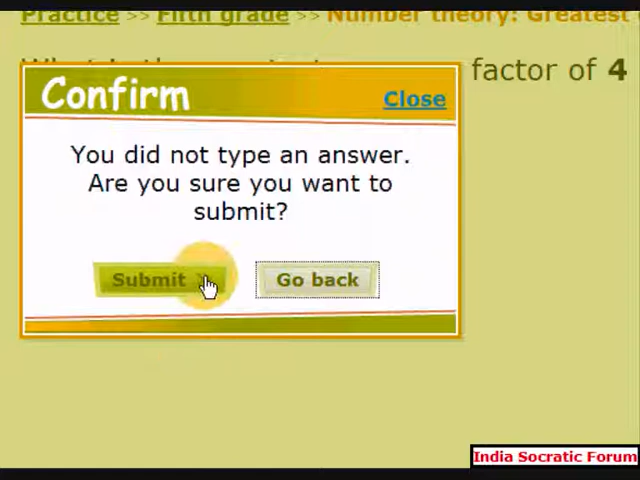 Practice >> Fifth grade >> Number theory: Greatest
factor of 4
Confirm
Close
You did not type an answer.
Are you sure you want to
submit?
Submit >
Go back
India Socratic Forum